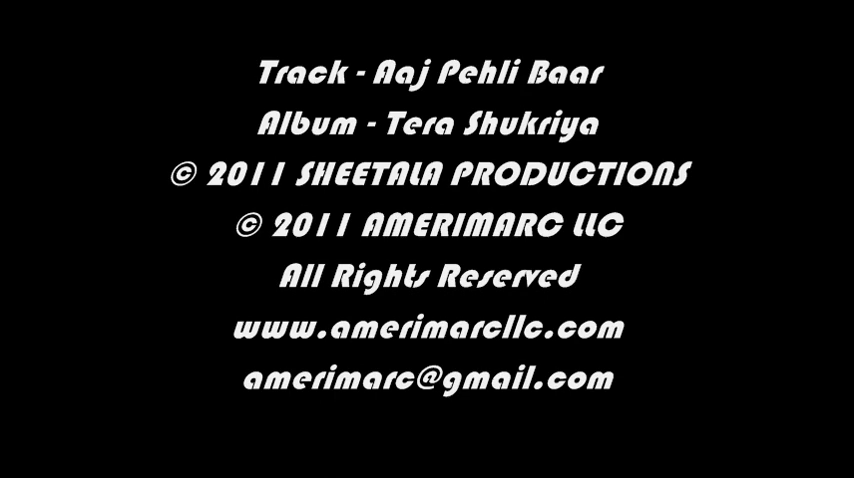 Track - Aaj Pehli Baar
Album - Tera Shukriya
© 2011 SHEETALA PRODUCTIONS
© 2011 AMERIMARC LLC
All Rights Reserved
www.amerimarcllc.com
amerimarc@gmail.com